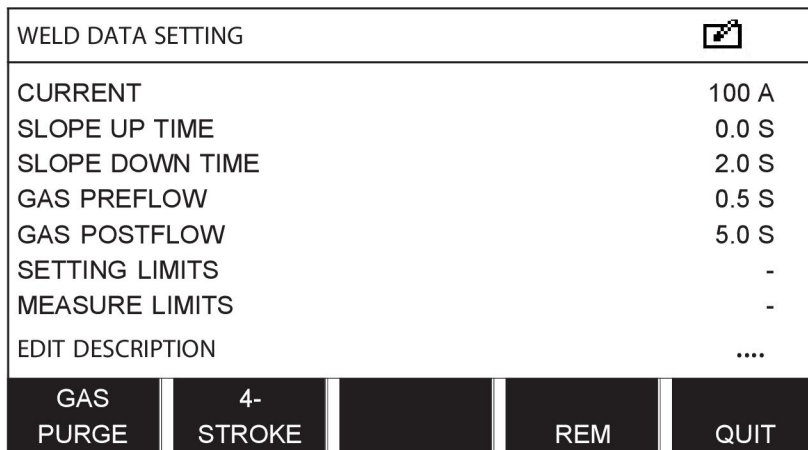 WELD DATA SETTING
CURRENT 100 A
SLOPE UP TIME 0.0 S
SLOPE DOWN TIME 2.0 S
GAS PREFLOW 0.5 S
GAS POSTFLOW 5.0 S
SETTING LIMITS -
MEASURE LIMITS -
EDIT DESCRIPTION ....
GAS 4-
PURGE STROKE REM QUIT